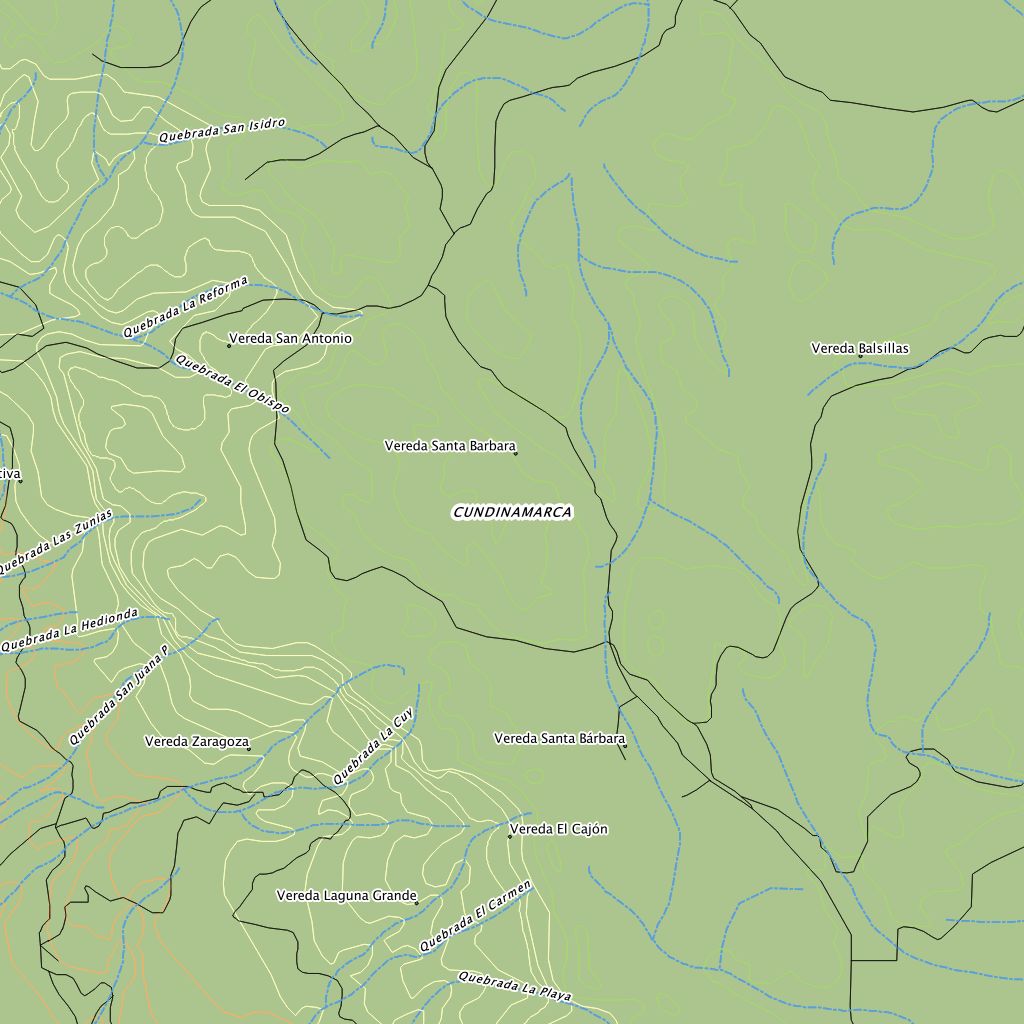 Quebrada San Isidro
Quebrada La Reforma
Vereda San Antonio
Vereda Balsillas
Quebrada El Obispo
Vereda Santa Barbara
tiva
CUNDINAMARCA
Quebrada Las Zunias
Quebrada La Hedionda
Quebrada San Juana P
Quebrada La Cuy
Vereda Zaragoza
Vereda Santa Bárbara
Vereda El Cajón
Vereda Laguna Grande
Quebrada El Carmen
Quebrada La Playa